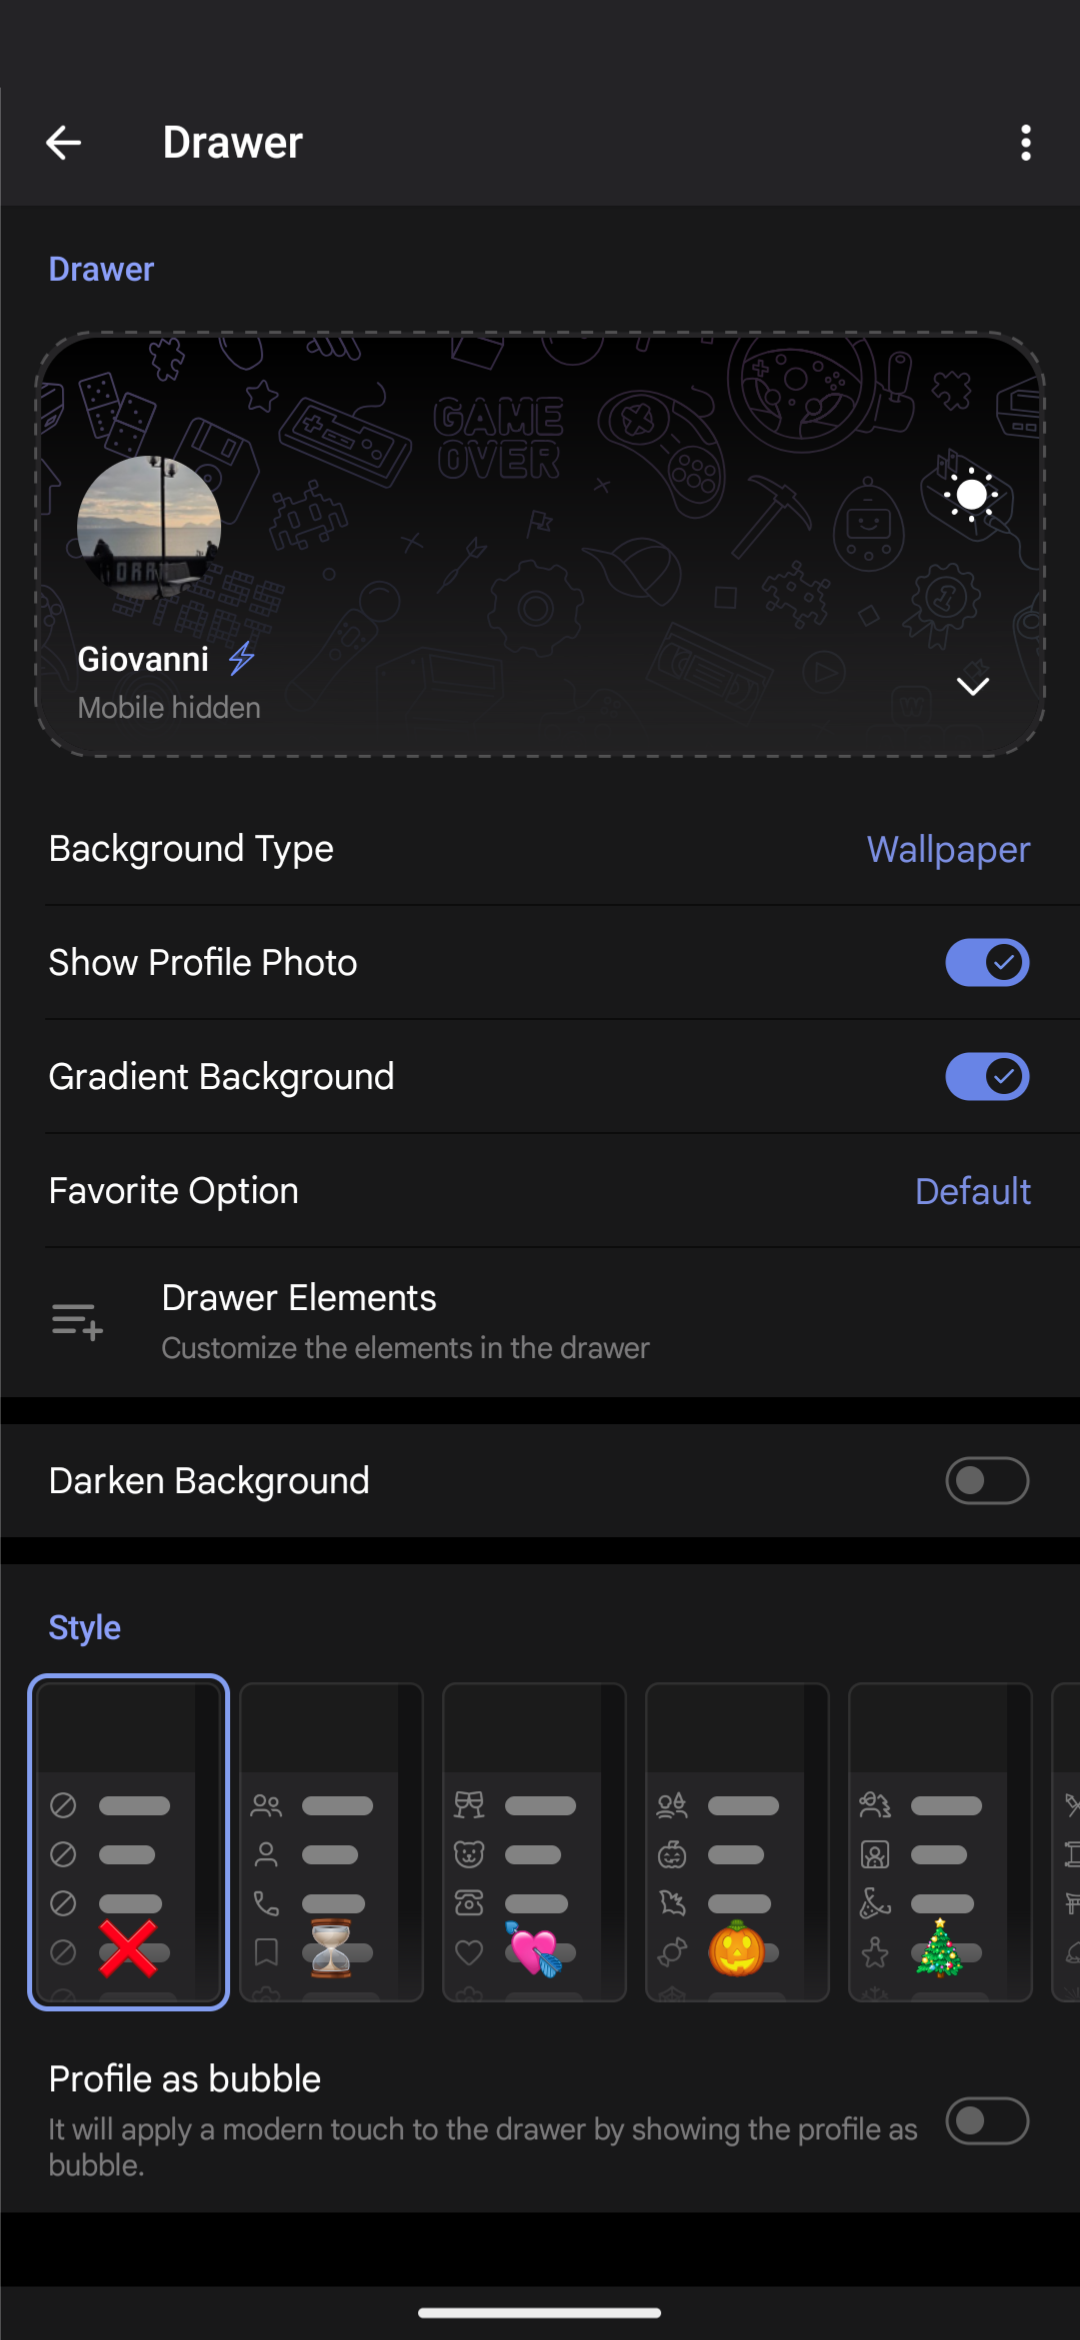 Drawer
Drawer
GAME
OVER
Giovanni
Mobile hidden
Background Type
Wallpaper
Show Profile Photo
Gradient Background
Favorite Option
Default
Drawer Elements
Customize the elements in the drawer
Darken Background
Style
Profile as bubble
It will apply a modern touch to the drawer by showing the profile as
bubble.